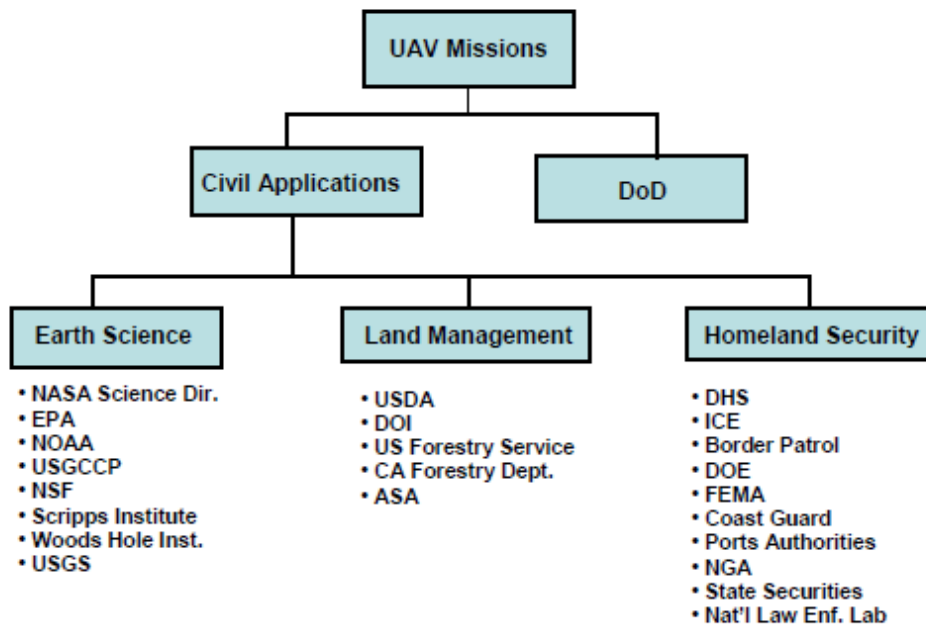 UAV Missions
Civil Applications
DoD
Earth Science
• NASA Science Dir.
• EPA
• NOAA
• USGCCP
• NSF
• Scripps Institute
• Woods Hole Inst.
• USGS
Land Management
• USDA
• DOI
• US Forestry Service
• CA Forestry Dept.
• ASA
Homeland Security
• DHS
• ICE
• Border Patrol
• DOE
• FEMA
• Coast Guard
• Ports Authorities
• NGA
• State Securities
• Nat'l Law Enf. Lab